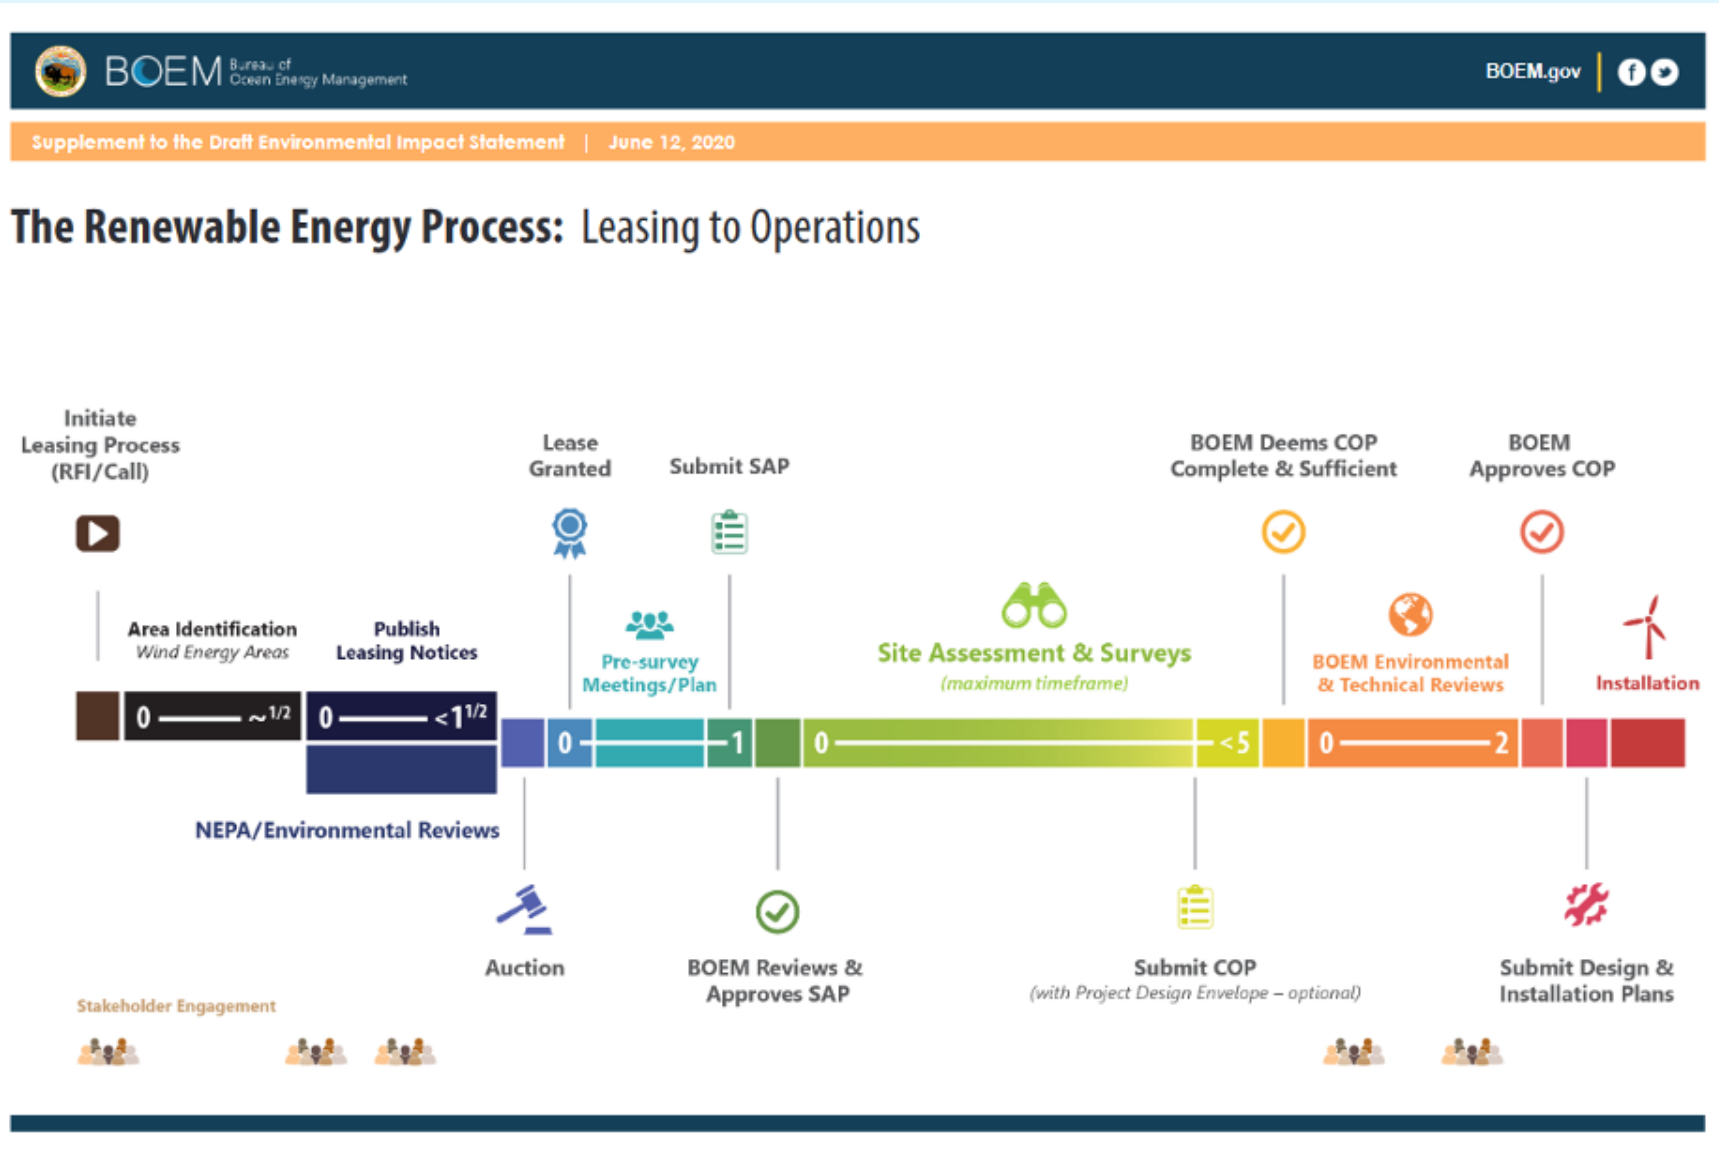 BOEM Bureau of
Ocean Energy Management
BOEM.gov
Supplement to the Draft Environmental Impact Statement | June 12, 2020
The Renewable Energy Process: Leasing to Operations
Initiate
Leasing Process
(RFI/Call)
Lease
Granted
Submit SAP
BOEM Deems COP
Complete & Sufficient
BOEM
Approves COP
Area Identification
Wind Energy Areas
Publish
Leasing Notices
Pre-survey
Meetings/Plan
Site Assessment & Surveys
(maximum timeframe)
BOEM Environmental
& Technical Reviews
Installation
0 ~1/2
0 <1 1/2
0 1
0 <5
0 2
NEPA/Environmental Reviews
Auction
BOEM Reviews &
Approves SAP
Submit COP
(with Project Design Envelope – optional)
Submit Design &
Installation Plans
Stakeholder Engagement